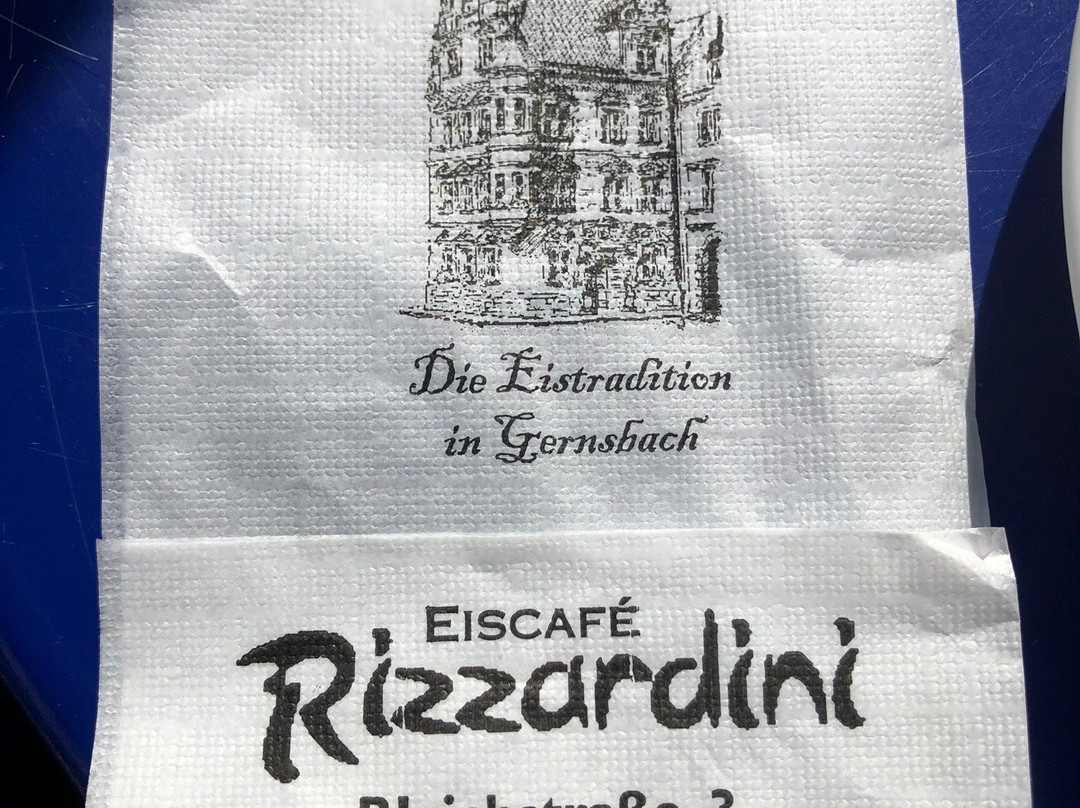 Die Eistradition
in Gernsbach
EISCAFÉ
Rizzardini